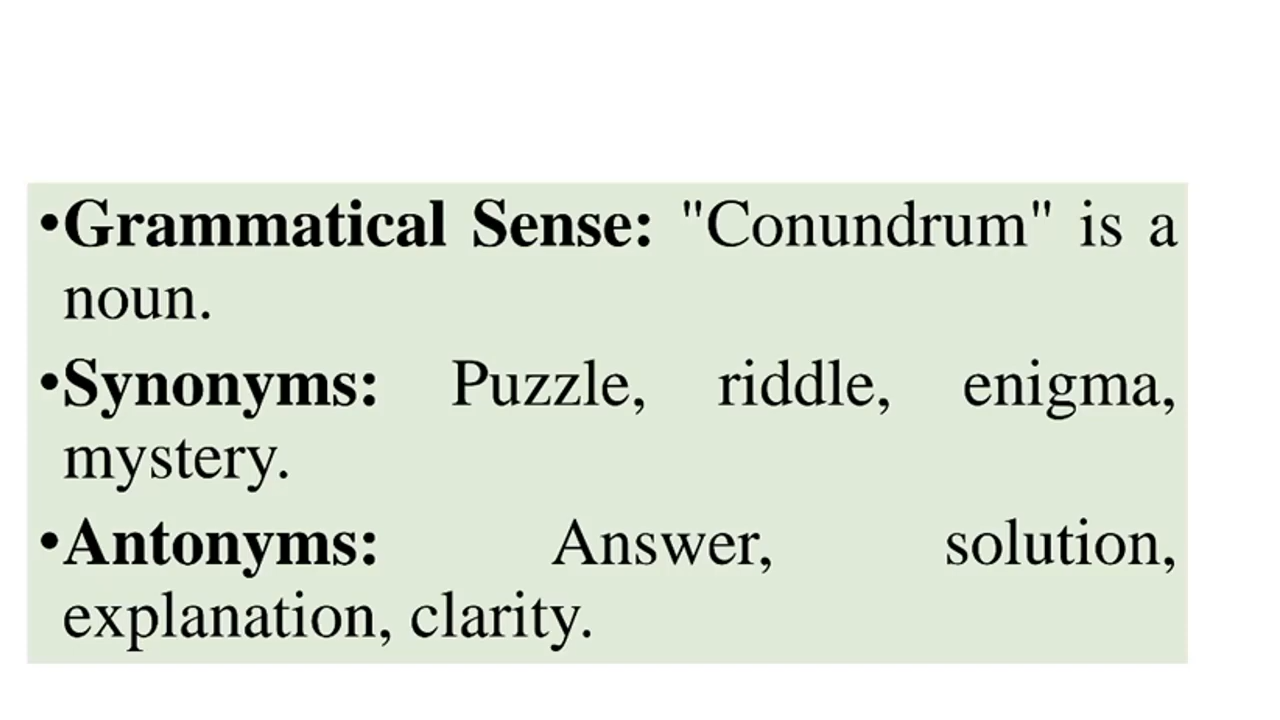 •Grammatical Sense: "Conundrum" is a
noun.
•Synonyms: Puzzle, riddle, enigma,
mystery.
•Antonyms: Answer, solution,
explanation, clarity.